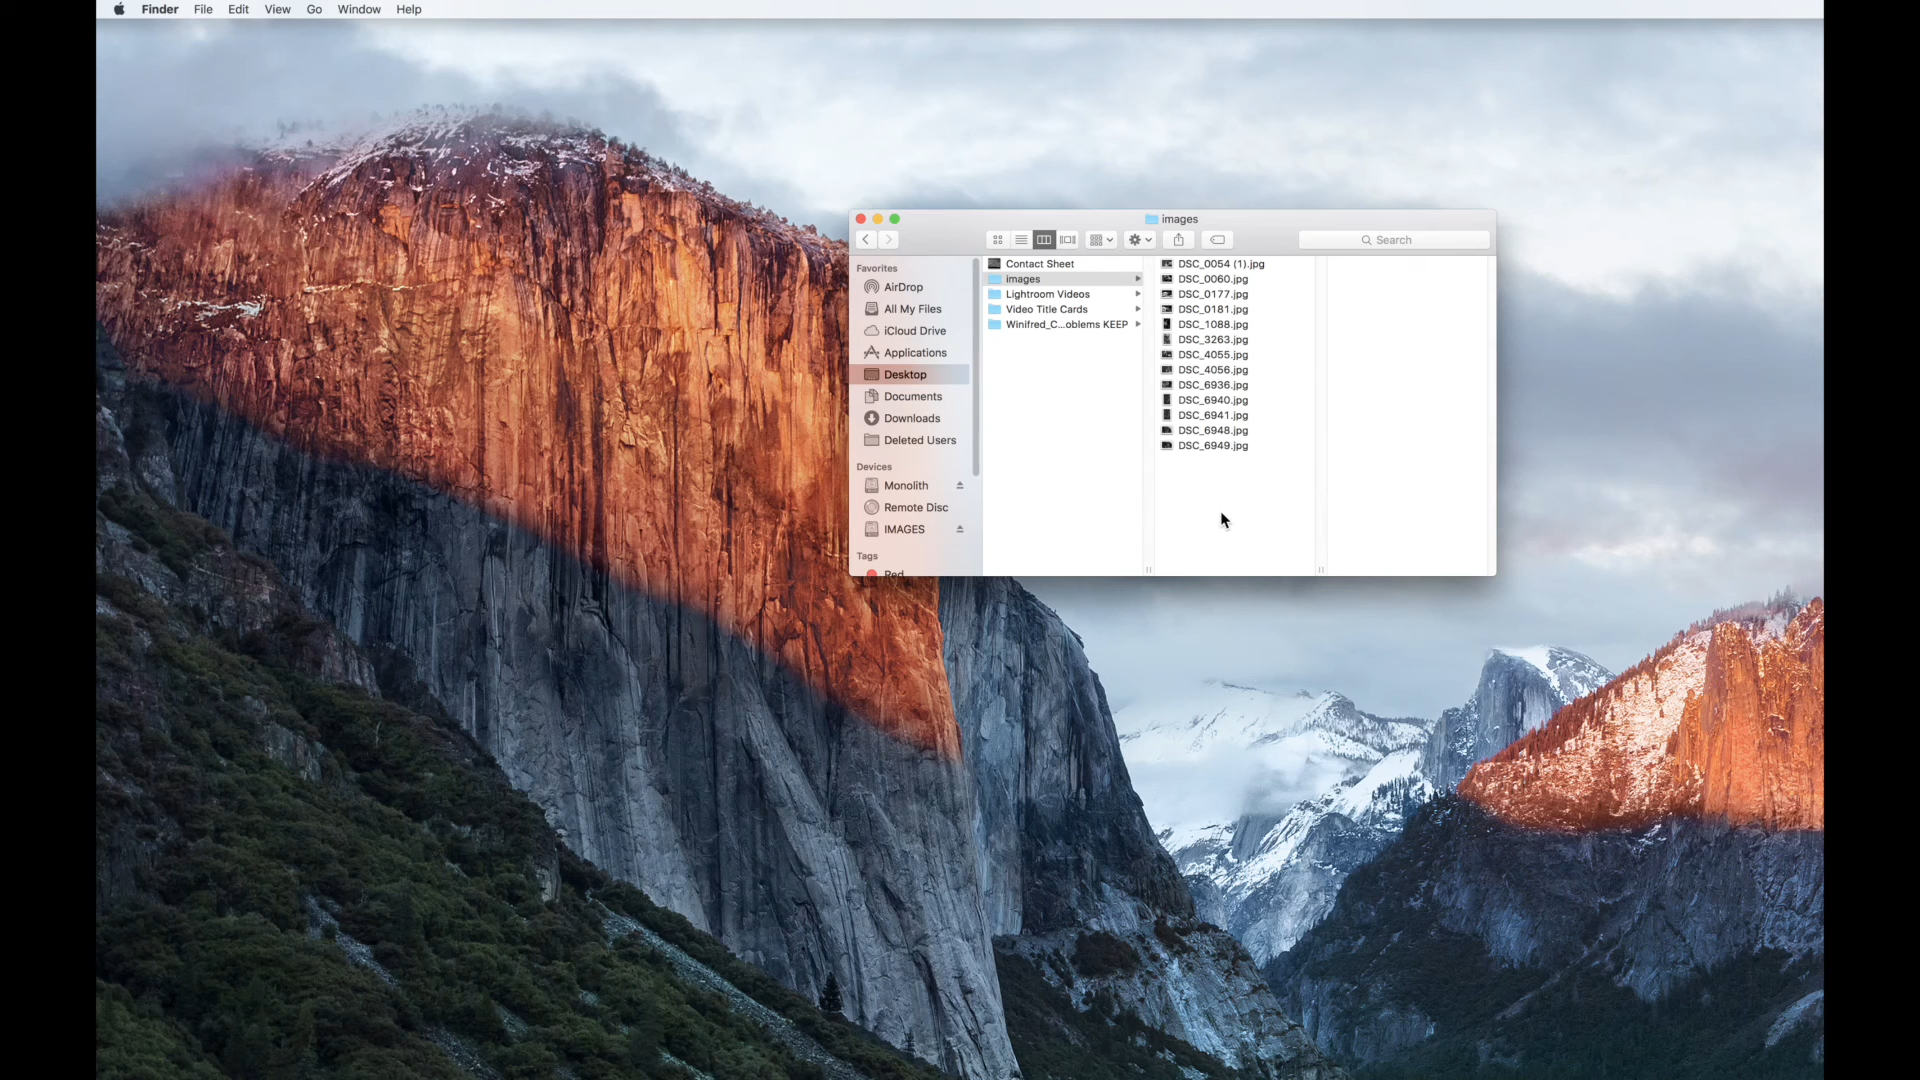 Finder File Edit View Go Window Help
images
Search
Favorites
AirDrop
All My Files
iCloud Drive
Applications
Desktop
Documents
Downloads
Deleted Users
Devices
Monolith
Remote Disc
IMAGES
Tags
Red
Contact Sheet
images
Lightroom Videos
Video Title Cards
Winifred_C...oblems KEEP
DSC_0054 (1).jpg
DSC_0060.jpg
DSC_0177.jpg
DSC_0181.jpg
DSC_1088.jpg
DSC_3263.jpg
DSC_4055.jpg
DSC_4056.jpg
DSC_6936.jpg
DSC_6940.jpg
DSC_6941.jpg
DSC_6948.jpg
DSC_6949.jpg